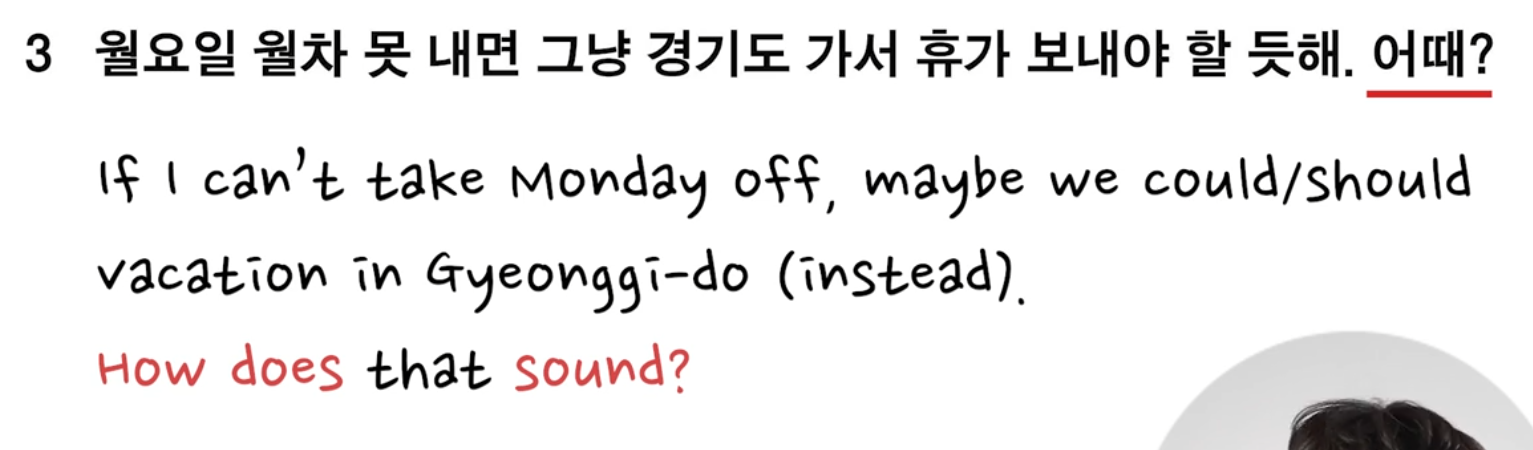 3 월요일 월차 못 내면 그냥 경기도 가서 휴가 보내야 할 듯해. 어때?
If I can't take Monday off, maybe we could/should
vacation in Gyeonggi-do (instead).
How does that sound?